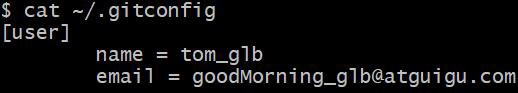 $ cat ~/.gitconfig
[user]
        name = tom_glb
        email = goodMorning_glb@atguigu.com